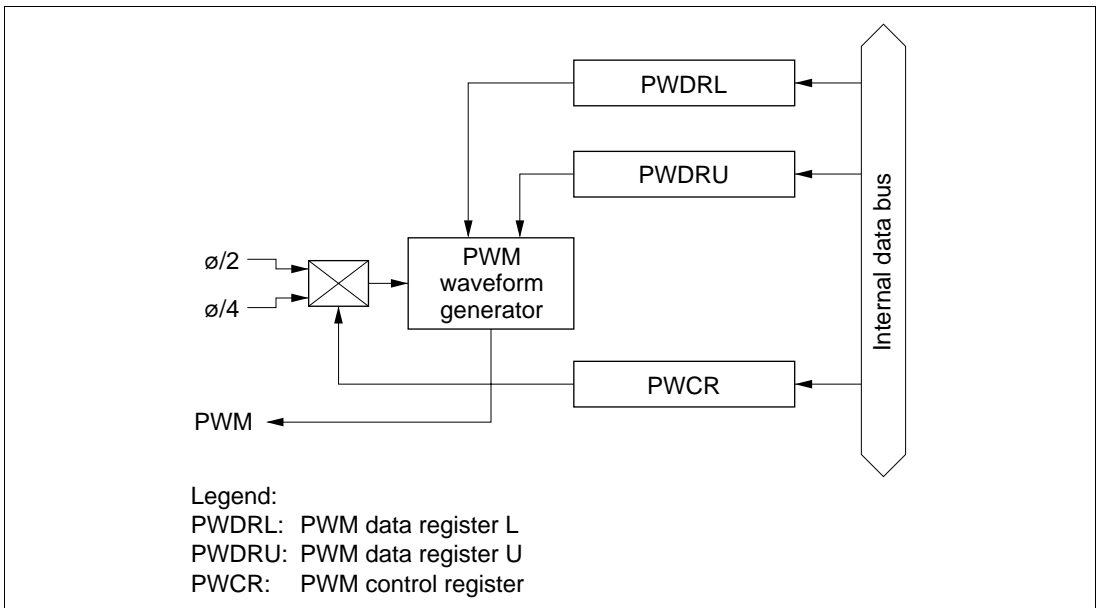 PWDRL
PWDRU
Internal data bus
PWM
waveform
generator
ø/2
ø/4
PWCR
PWM
Legend:
PWDRL: PWM data register L
PWDRU: PWM data register U
PWCR: PWM control register